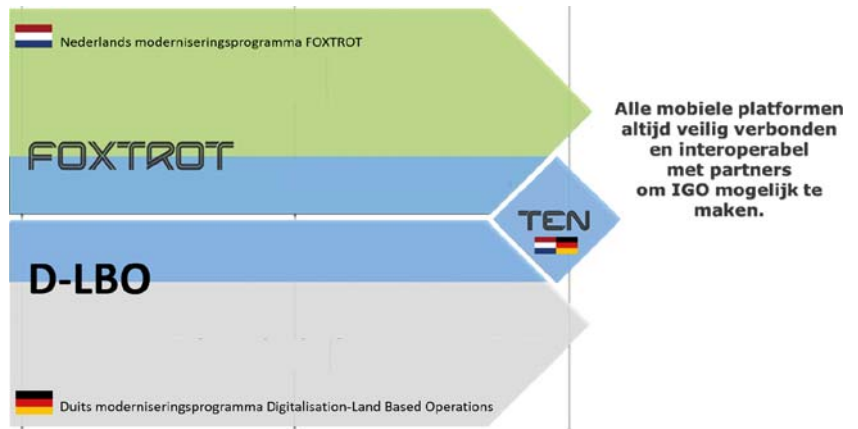 Nederlands moderniseringsprogramma FOXTROT
FOXTROT
Alle mobiele platformen
altijd veilig verbonden
en interoperabel
met partners
om IGO mogelijk te
maken.
TEN
D-LBO
Duits moderniseringsprogramma Digitalisation-Land Based Operations